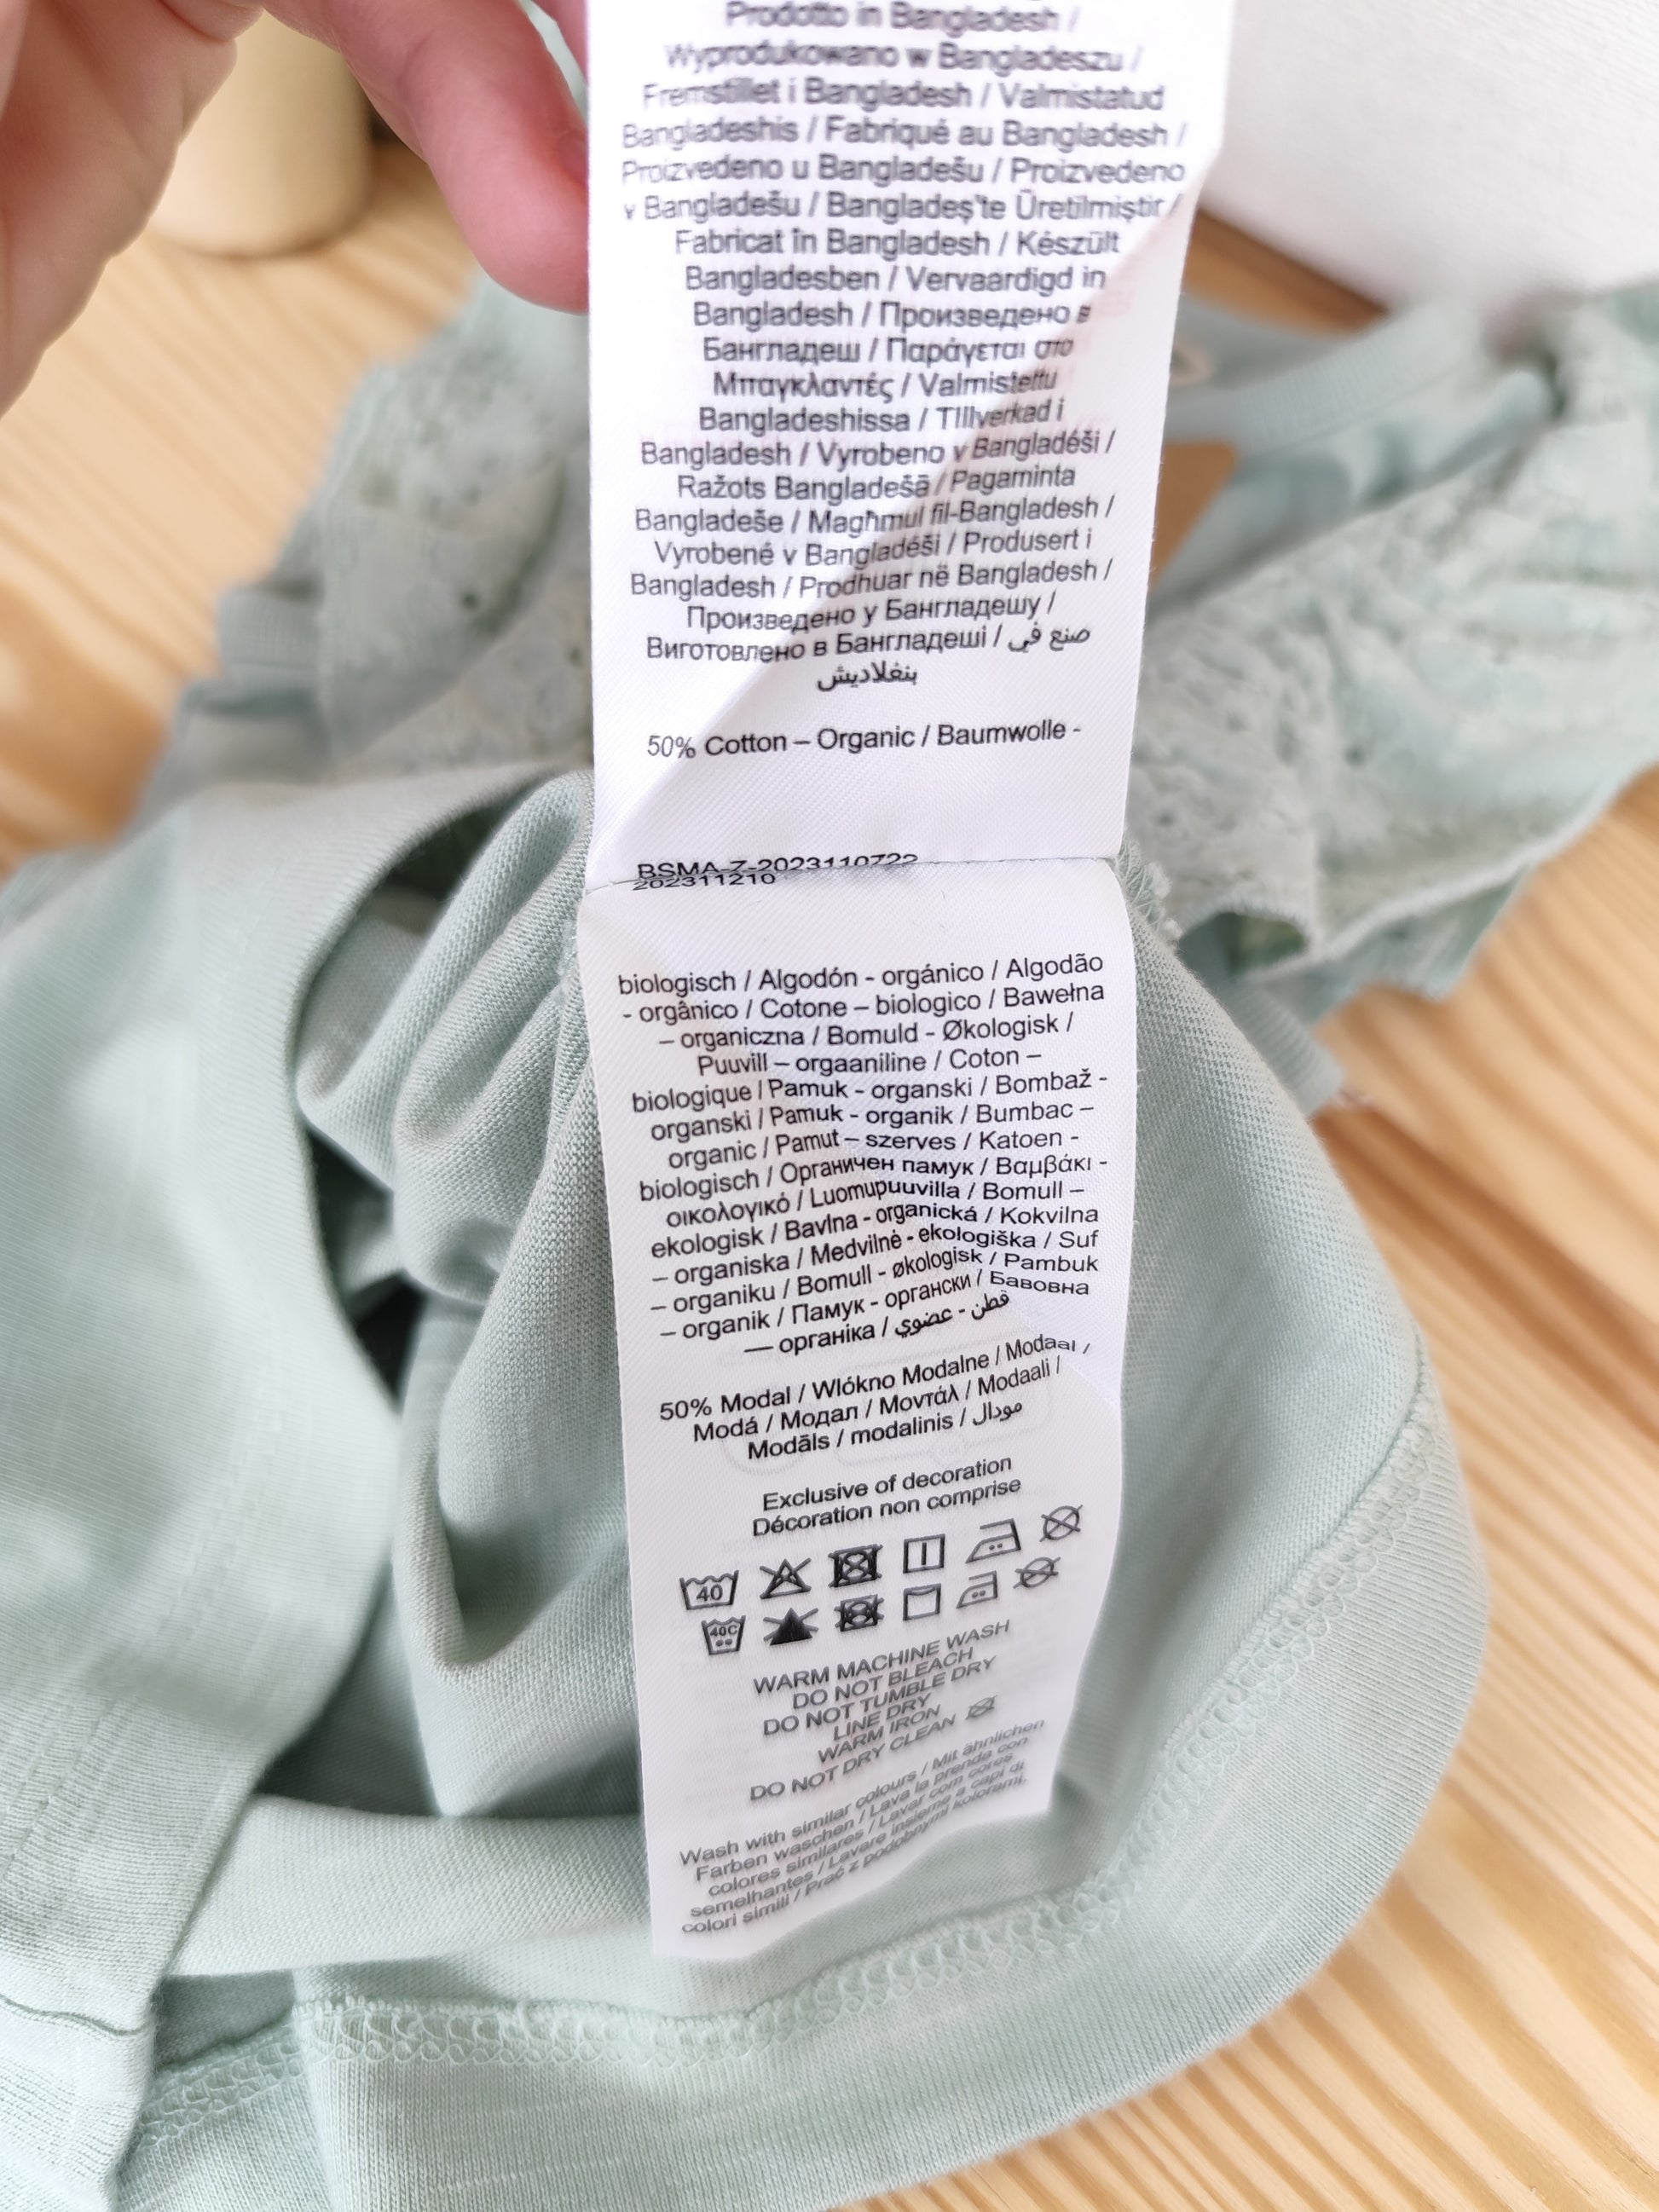 Prodotto in Bangladesh /
Wyprodukowano w Bangladeszu /
Fremstillet i Bangladesh / Valmistatud
Bangladeshis / Fabriqué au Bangladesh /
Proizvedeno u Bangladešu / Proizvedeno
v Bangladešu / Bangladeş'te Üretilmiştir /
Fabricat în Bangladesh / Készült
Bangladesben / Vervaardigd in
Bangladesh / Произведено в
Бангладеш / Παράγεται στο
Μπαγκλαντές / Valmistettu
Bangladeshissa / TIllverkad i
Bangladesh / Vyrobeno v Bangladéši /
Ražots Bangladešā / Pagaminta
Bangladeše / Magħmul fil-Bangladesh /
Vyrobené v Bangladéši / Produsert i
Bangladesh / Prodhuar në Bangladesh /
Произведено у Бангладешу /
Виготовлено в Бангладеші / صنع في
بنغلاديش
50% Cotton – Organic / Baumwolle -
BSMA-Z-2023110722
202311210
biologisch / Algodón - orgánico / Algodão
- orgânico / Cotone – biologico / Bawełna
– organiczna / Bomuld - Økologisk /
Puuvill – orgaaniline / Coton –
biologique / Pamuk - organski / Bombaž -
organski / Pamuk - organik / Bumbac –
organic / Pamut – szerves / Katoen -
biologisch / Органичен памук / Βαμβάκι -
οικολογικό / Luomupuuvilla / Bomull –
ekologisk / Bavlna - organická / Kokvilna
– organiska / Medvilnė - ekologiška / Suf
– organiku / Bomull - økologisk / Pambuk
– organik / Памук - органски / Бавовна
— органіка / قطن - عضوي
50% Modal / Wlókno Modalne / Modaal /
Modá / Модал / Μοντάλ / Modaali /
Modāls / modalinis / مودال
Exclusive of decoration
Décoration non comprise
40
40C
WARM MACHINE WASH
DO NOT BLEACH
DO NOT TUMBLE DRY
LINE DRY
WARM IRON
DO NOT DRY CLEAN
Wash with similar colours / Mit ähnlichen
Farben waschen / Lava la prenda con
colores similares / Lavar com cores
semelhantes / Lavare insieme a capi di
colori simili / Prać z podobnymi kolorami.